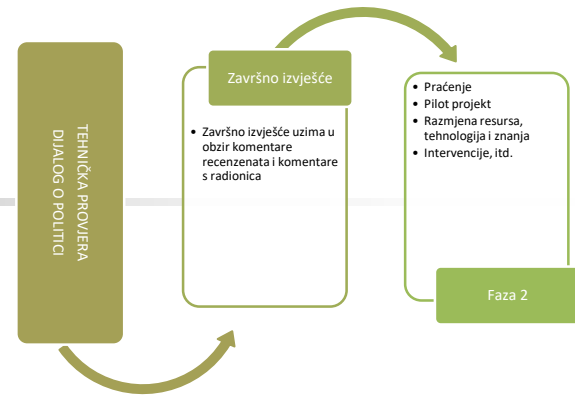 TEHNIČKA PROVJERA
DIJALOG O POLITICI
Završno izvješće
• Završno izvješće uzima u
obzir komentare
recenzenata i komentare
s radionica
• Praćenje
• Pilot projekt
• Razmjena resursa,
tehnologija i znanja
• Intervencije, itd.
Faza 2